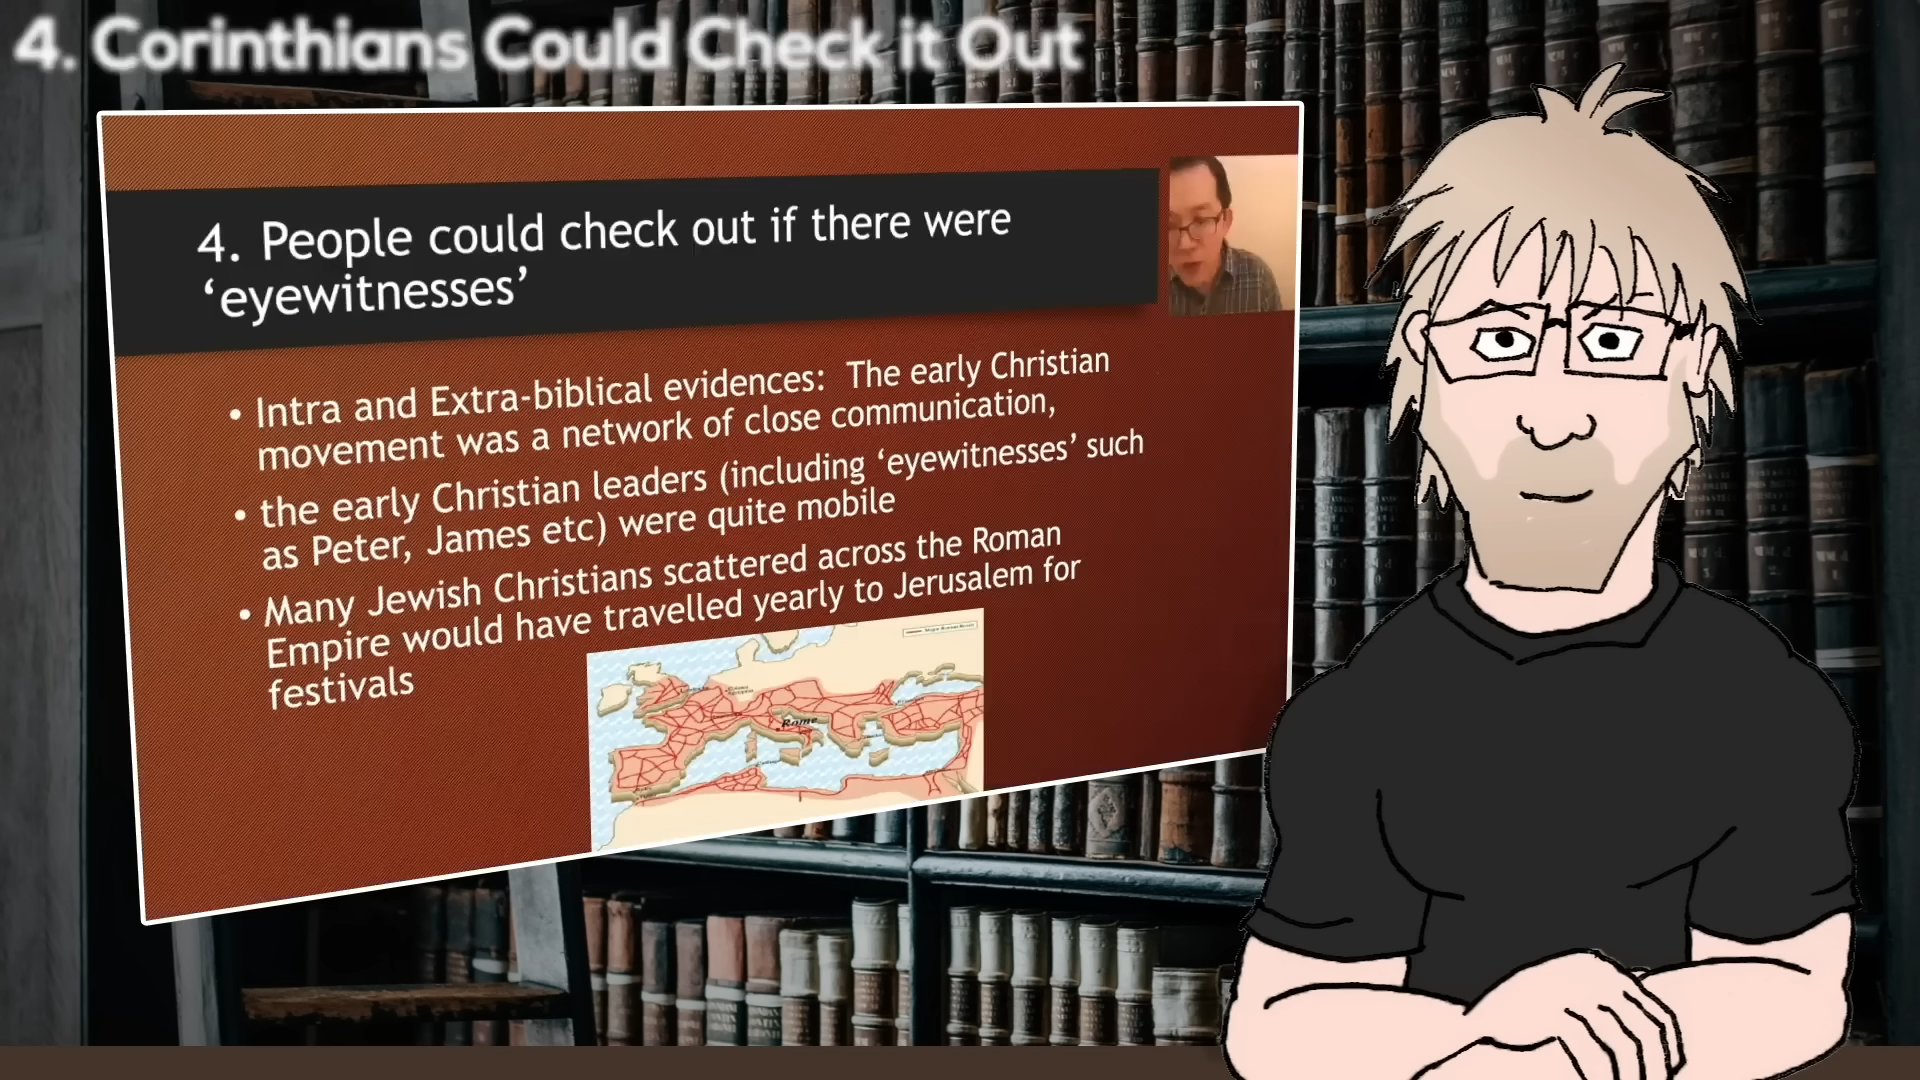 4. Corinthians Could Check it Out
4. People could check out if there were
‘eyewitnesses’
• Intra and Extra-biblical evidences: The early Christian
movement was a network of close communication,
• the early Christian leaders (including ‘eyewitnesses’ such
as Peter, James etc) were quite mobile
• Many Jewish Christians scattered across the Roman
Empire would have travelled yearly to Jerusalem for
festivals
Rome